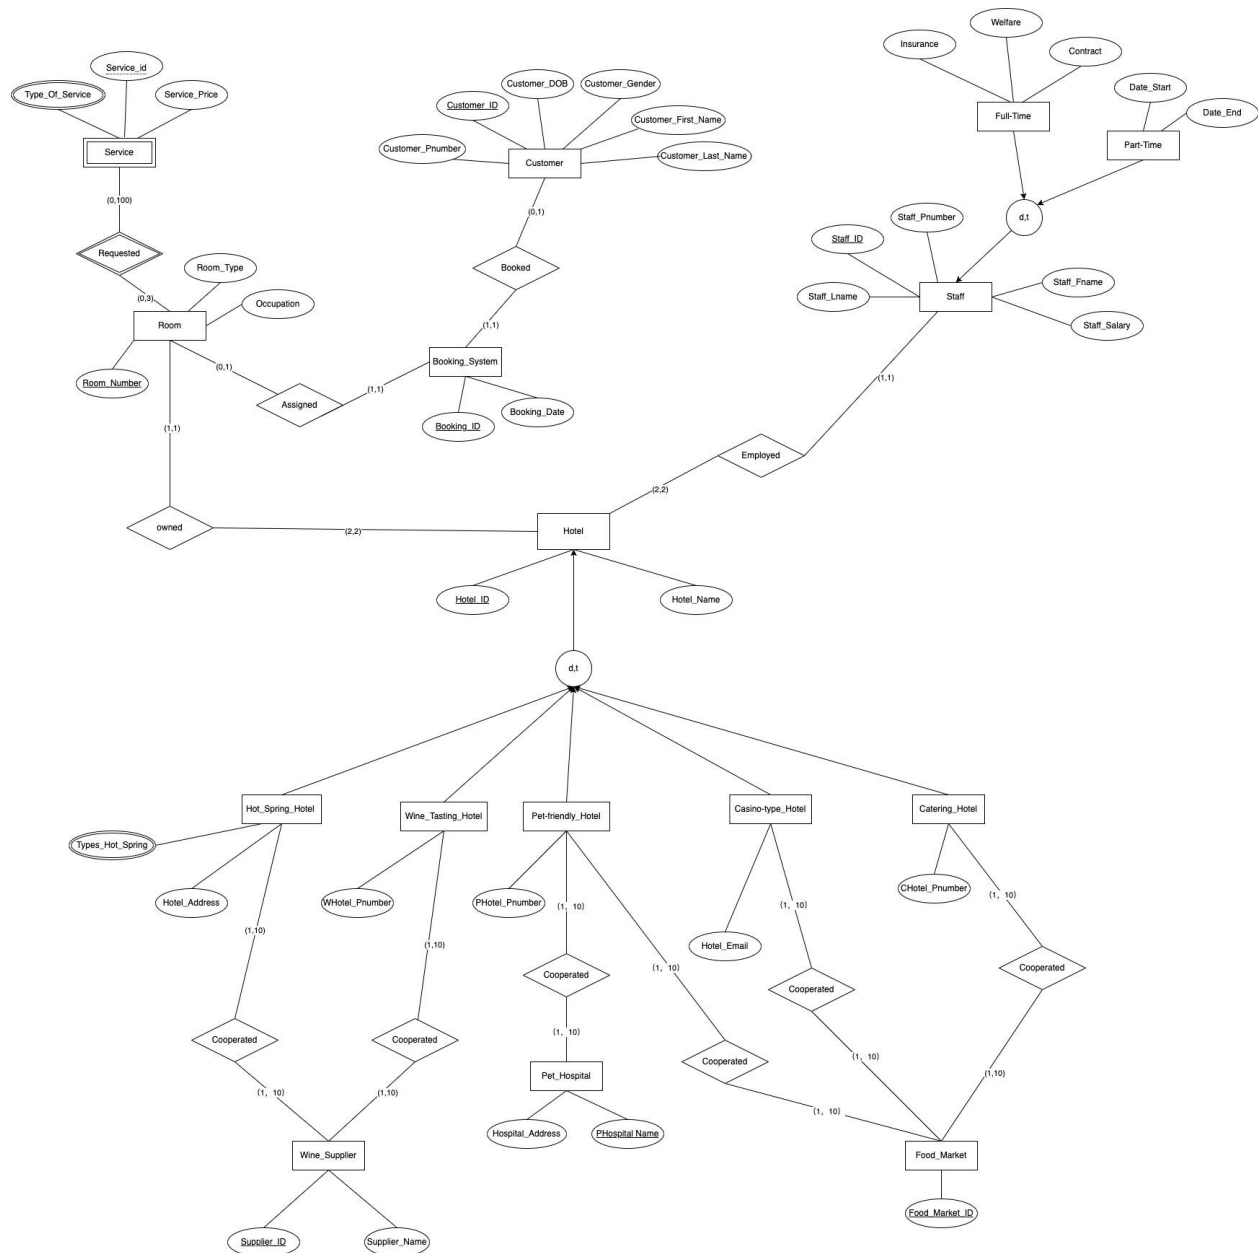 Welfare
Insurance
Contract
Service_id
Type_Of_Service
Service_Price
Customer_DOB
Customer_Gender
Date_Start
Customer_ID
Date_End
Full-Time
Customer_First_Name
Part-Time
Customer_Pnumber
Service
Customer
Customer_Last_Name
(0,100)
(0,1)
d,t
Staff_Pnumber
Staff_ID
Requested
Booked
Room_Type
Staff_Fname
(0,3)
Occupation
Staff_Lname
Staff
Room
(1,1)
Staff_Salary
Booking_System
(0,1)
(1,1)
(1,1)
Room_Number
Assigned
Booking_Date
Booking_ID
(1,1)
Employed
(2,2)
owned
(2,2)
Hotel
Hotel_ID
Hotel_Name
d,t
Hot_Spring_Hotel
Wine_Tasting_Hotel
Pet-friendly_Hotel
Casino-type_Hotel
Catering_Hotel
Types_Hot_Spring
Hotel_Address
WHotel_Pnumber
PHotel_Pnumber
CHotel_Pnumber
(1, 10)
(1, 10)
(1, 10)
(1,10)
(1,10)
Hotel_Email
(1, 10)
Cooperated
Cooperated
Cooperated
(1, 10)
Cooperated
Cooperated
Cooperated
(1, 10)
Pet_Hospital
(1,10)
(1, 10)
(1,10)
(1, 10)
Hospital_Address
PHospital Name
Wine_Supplier
Food_Market
Supplier_ID
Supplier_Name
Food_Market_ID